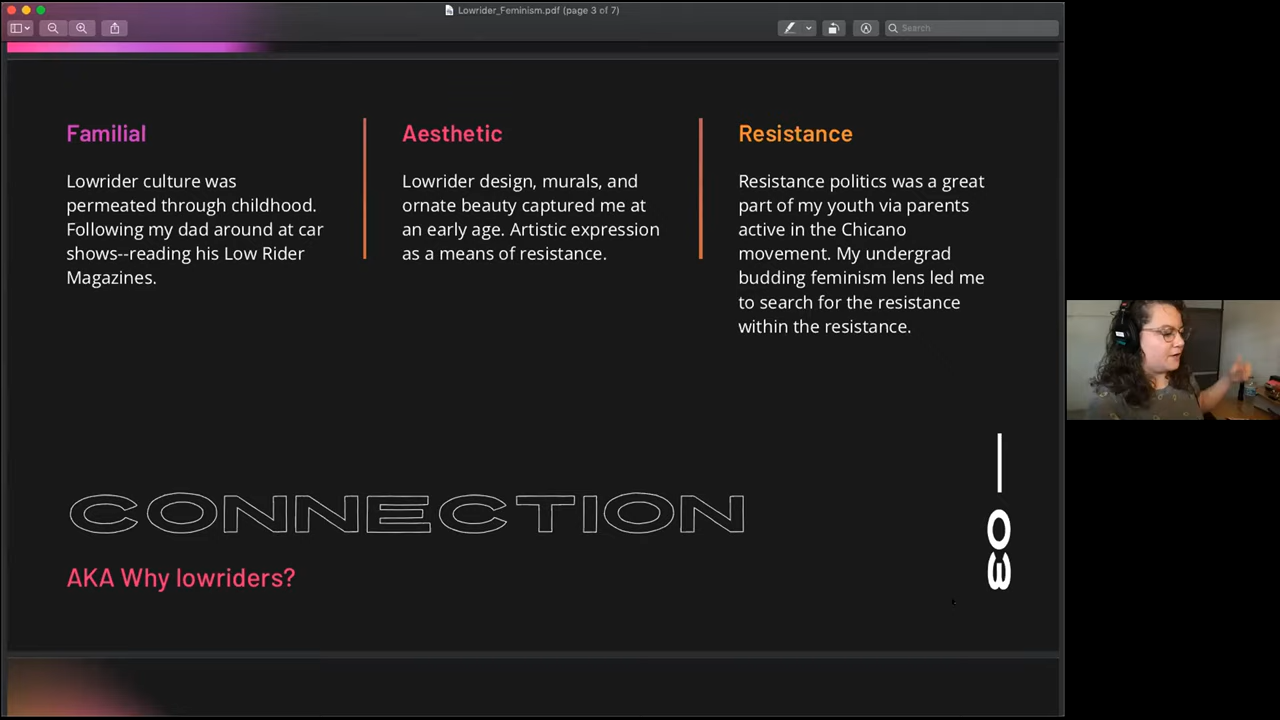 Lowrider_Feminism.pdf (page 3 of 7)
Search
Familial
Lowrider culture was
permeated through childhood.
Following my dad around at car
shows--reading his Low Rider
Magazines.
Aesthetic
Lowrider design, murals, and
ornate beauty captured me at
an early age. Artistic expression
as a means of resistance.
Resistance
Resistance politics was a great
part of my youth via parents
active in the Chicano
movement. My undergrad
budding feminism lens led me
to search for the resistance
within the resistance.
CONNECTION
AKA Why lowriders?
03